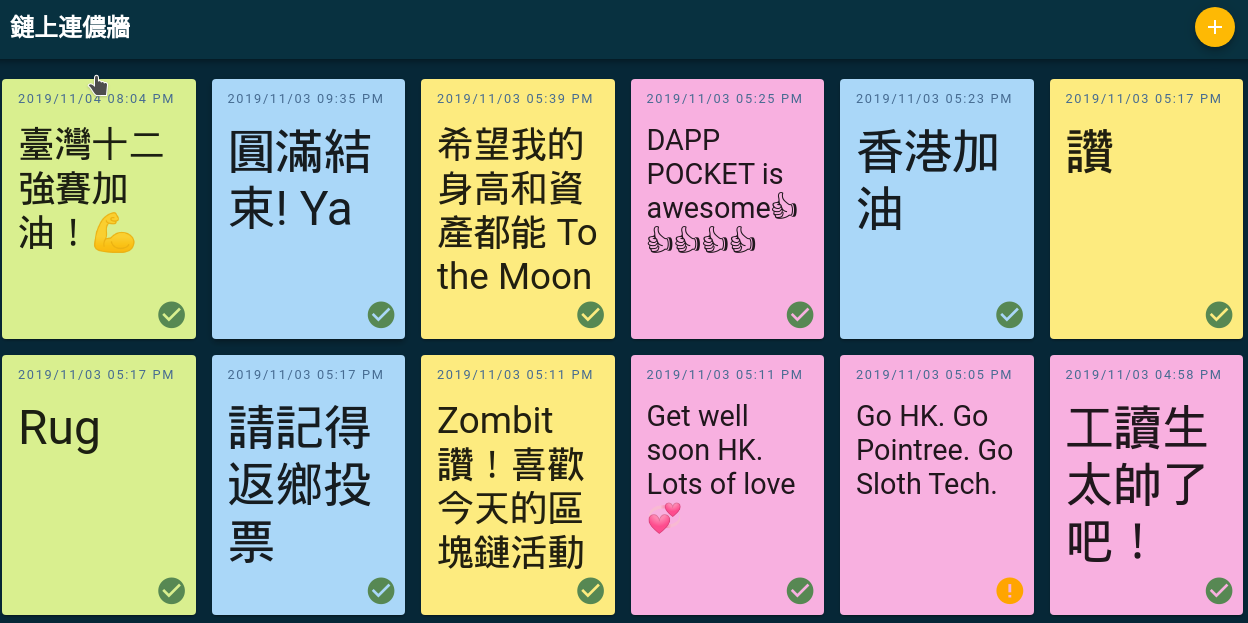 鏈上連儂牆
2019/11/04 08:04 PM
臺灣十二
強賽加
油！💪
2019/11/03 09:35 PM
圓滿結
束! Ya
2019/11/03 05:39 PM
希望我的
身高和資
產都能 To
the Moon
2019/11/03 05:25 PM
DAPP
POCKET is
awesome👍
👍👍👍👍
2019/11/03 05:23 PM
香港加
油
2019/11/03 05:17 PM
讚
2019/11/03 05:17 PM
Rug
2019/11/03 05:17 PM
請記得
返鄉投
票
2019/11/03 05:11 PM
Zombit
讚！喜歡
今天的區
塊鏈活動
2019/11/03 05:11 PM
Get well
soon HK.
Lots of love
💞
2019/11/03 05:05 PM
Go HK. Go
Pointree. Go
Sloth Tech.
2019/11/03 04:58 PM
工讀生
太帥了
吧！